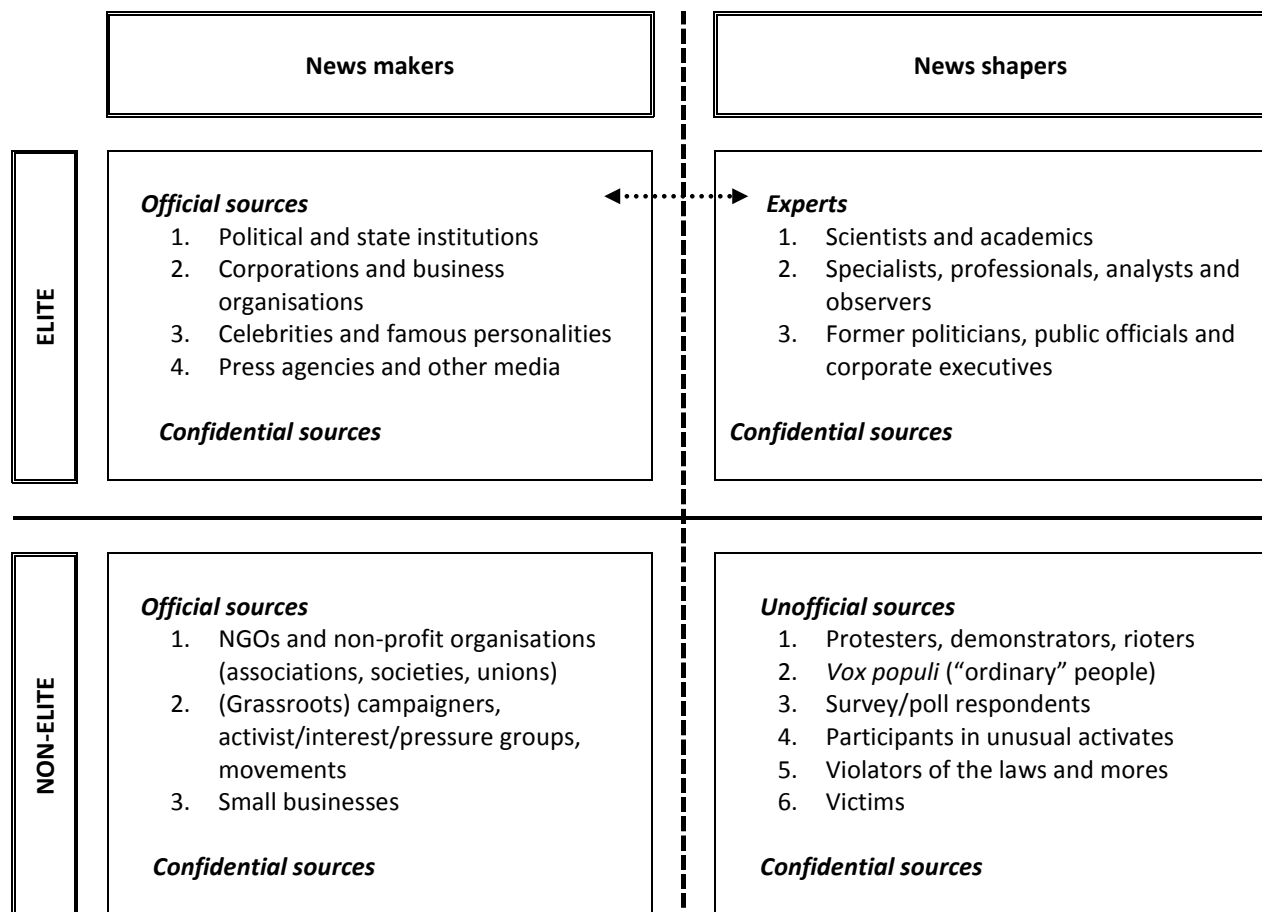 News makers
News shapers
ELITE
Official sources
1. Political and state institutions
2. Corporations and business
organisations
3. Celebrities and famous personalities
4. Press agencies and other media
Confidential sources
Experts
1. Scientists and academics
2. Specialists, professionals, analysts and
observers
3. Former politicians, public officials and
corporate executives
Confidential sources
NON-ELITE
Official sources
1. NGOs and non-profit organisations
(associations, societies, unions)
2. (Grassroots) campaigners,
activist/interest/pressure groups,
movements
3. Small businesses
Confidential sources
Unofficial sources
1. Protesters, demonstrators, rioters
2. Vox populi (“ordinary” people)
3. Survey/poll respondents
4. Participants in unusual activates
5. Violators of the laws and mores
6. Victims
Confidential sources